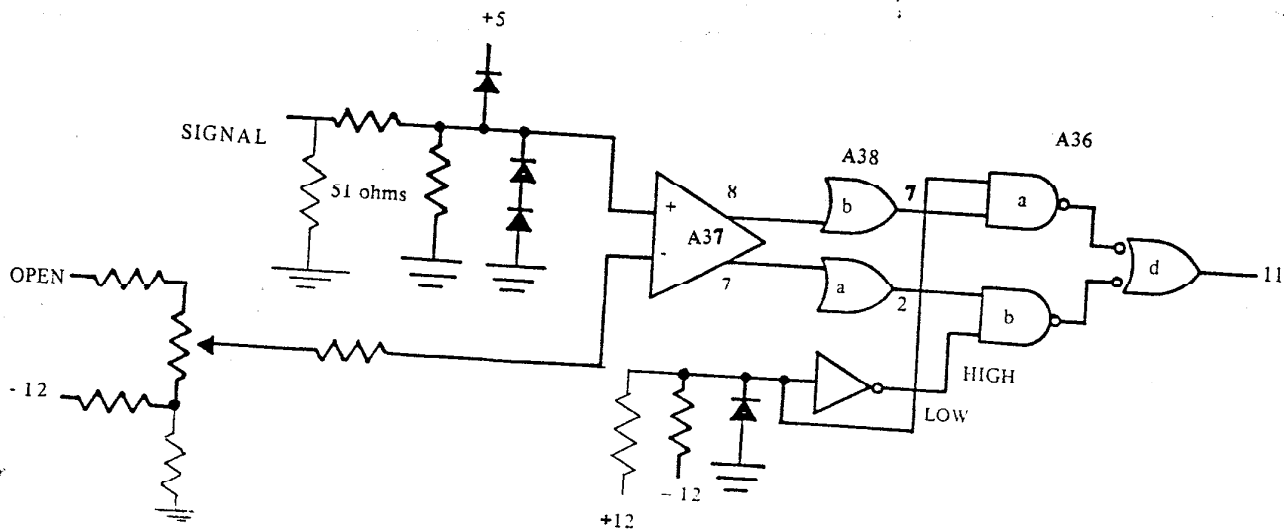 +5
SIGNAL
51 ohms
A38
A36
8
b
7
a
+
A37
-
d
11
OPEN
7
a
2
b
-12
HIGH
LOW
-12
+12